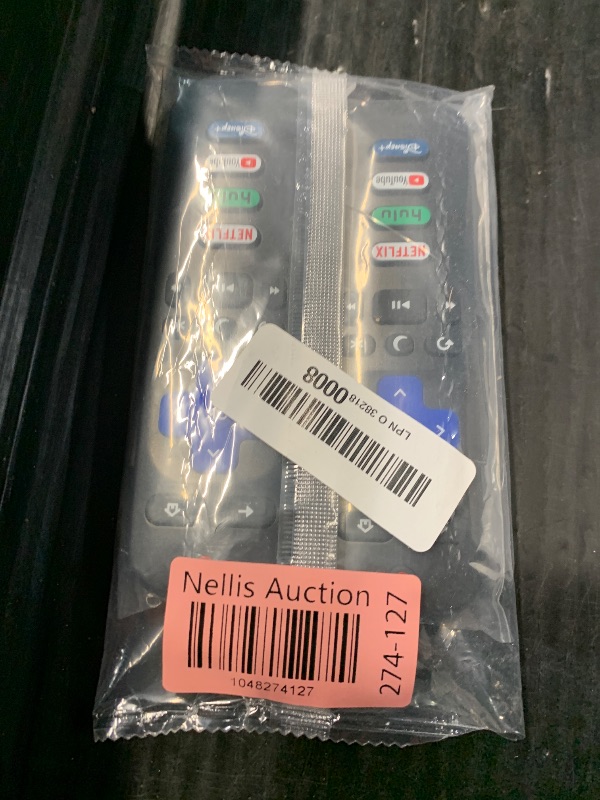 Disney+
YouTube
hulu
NETFLIX
Disney+
YouTube
hulu
NETFLIX
LPN O 38218 0008
Nellis Auction
1048274127
274-127